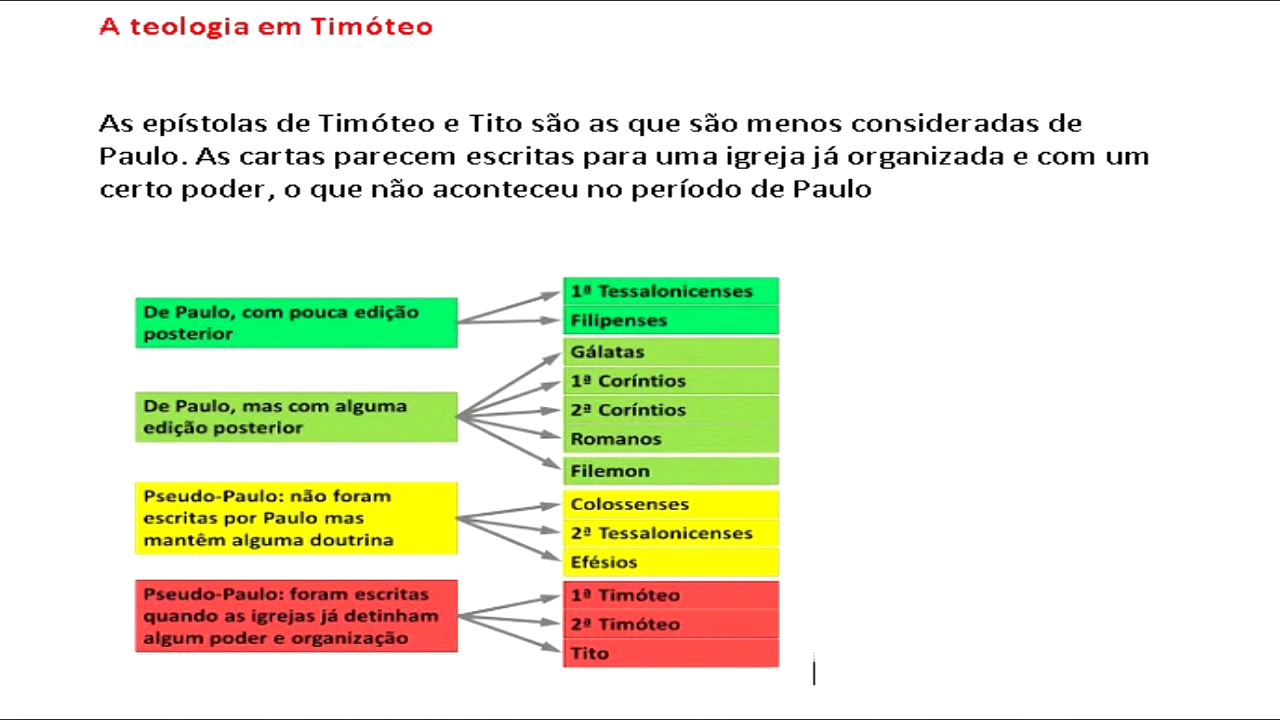 A teologia em Timóteo
As epístolas de Timóteo e Tito são as que são menos consideradas de
Paulo. As cartas parecem escritas para uma igreja já organizada e com um
certo poder, o que não aconteceu no período de Paulo
De Paulo, com pouca edição
posterior
1ª Tessalonicenses
Filipenses
De Paulo, mas com alguma
edição posterior
Gálatas
1ª Coríntios
2ª Coríntios
Romanos
Filemon
Pseudo-Paulo: não foram
escritas por Paulo mas
mantêm alguma doutrina
Colossenses
2ª Tessalonicenses
Efésios
Pseudo-Paulo: foram escritas
quando as igrejas já detinham
algum poder e organização
1ª Timóteo
2ª Timóteo
Tito